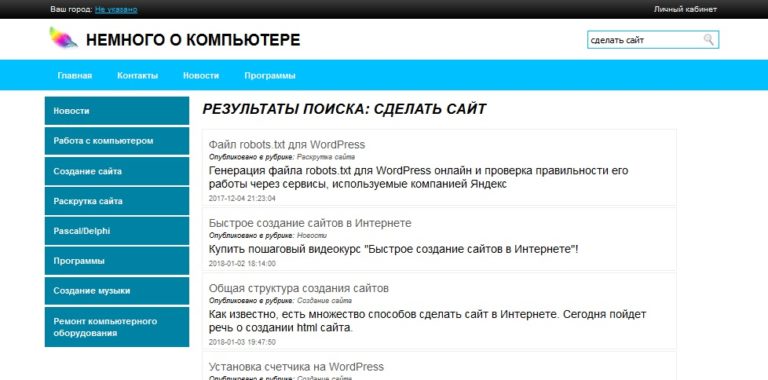 Ваш город: Не указано
Личный кабинет
НЕМНОГО О КОМПЬЮТЕРЕ
сделать сайт
Главная
Контакты
Новости
Программы
Новости
Работа с компьютером
Создание сайта
Раскрутка сайта
Pascal/Delphi
Программы
Создание музыки
Ремонт компьютерного
оборудования
РЕЗУЛЬТАТЫ ПОИСКА: СДЕЛАТЬ САЙТ
Файл robots.txt для WordPress
Опубликовано в рубрике: Раскрутка сайта
Генерация файла robots.txt для WordPress онлайн и проверка правильности его
работы через сервисы, используемые компанией Яндекс
2017-12-04 21:23:04
Быстрое создание сайтов в Интернете
Опубликовано в рубрике: Новости
Купить пошаговый видеокурс "Быстрое создание сайтов в Интернете"!
2018-01-02 18:14:00
Общая структура создания сайтов
Опубликовано в рубрике: Создание сайта
Как известно, есть множество способов сделать сайт в Интернете. Сегодня пойдет
речь о создании html сайта.
2018-01-03 19:47:50
Установка счетчика на WordPress
Опубликовано в рубрике: Создание сайта